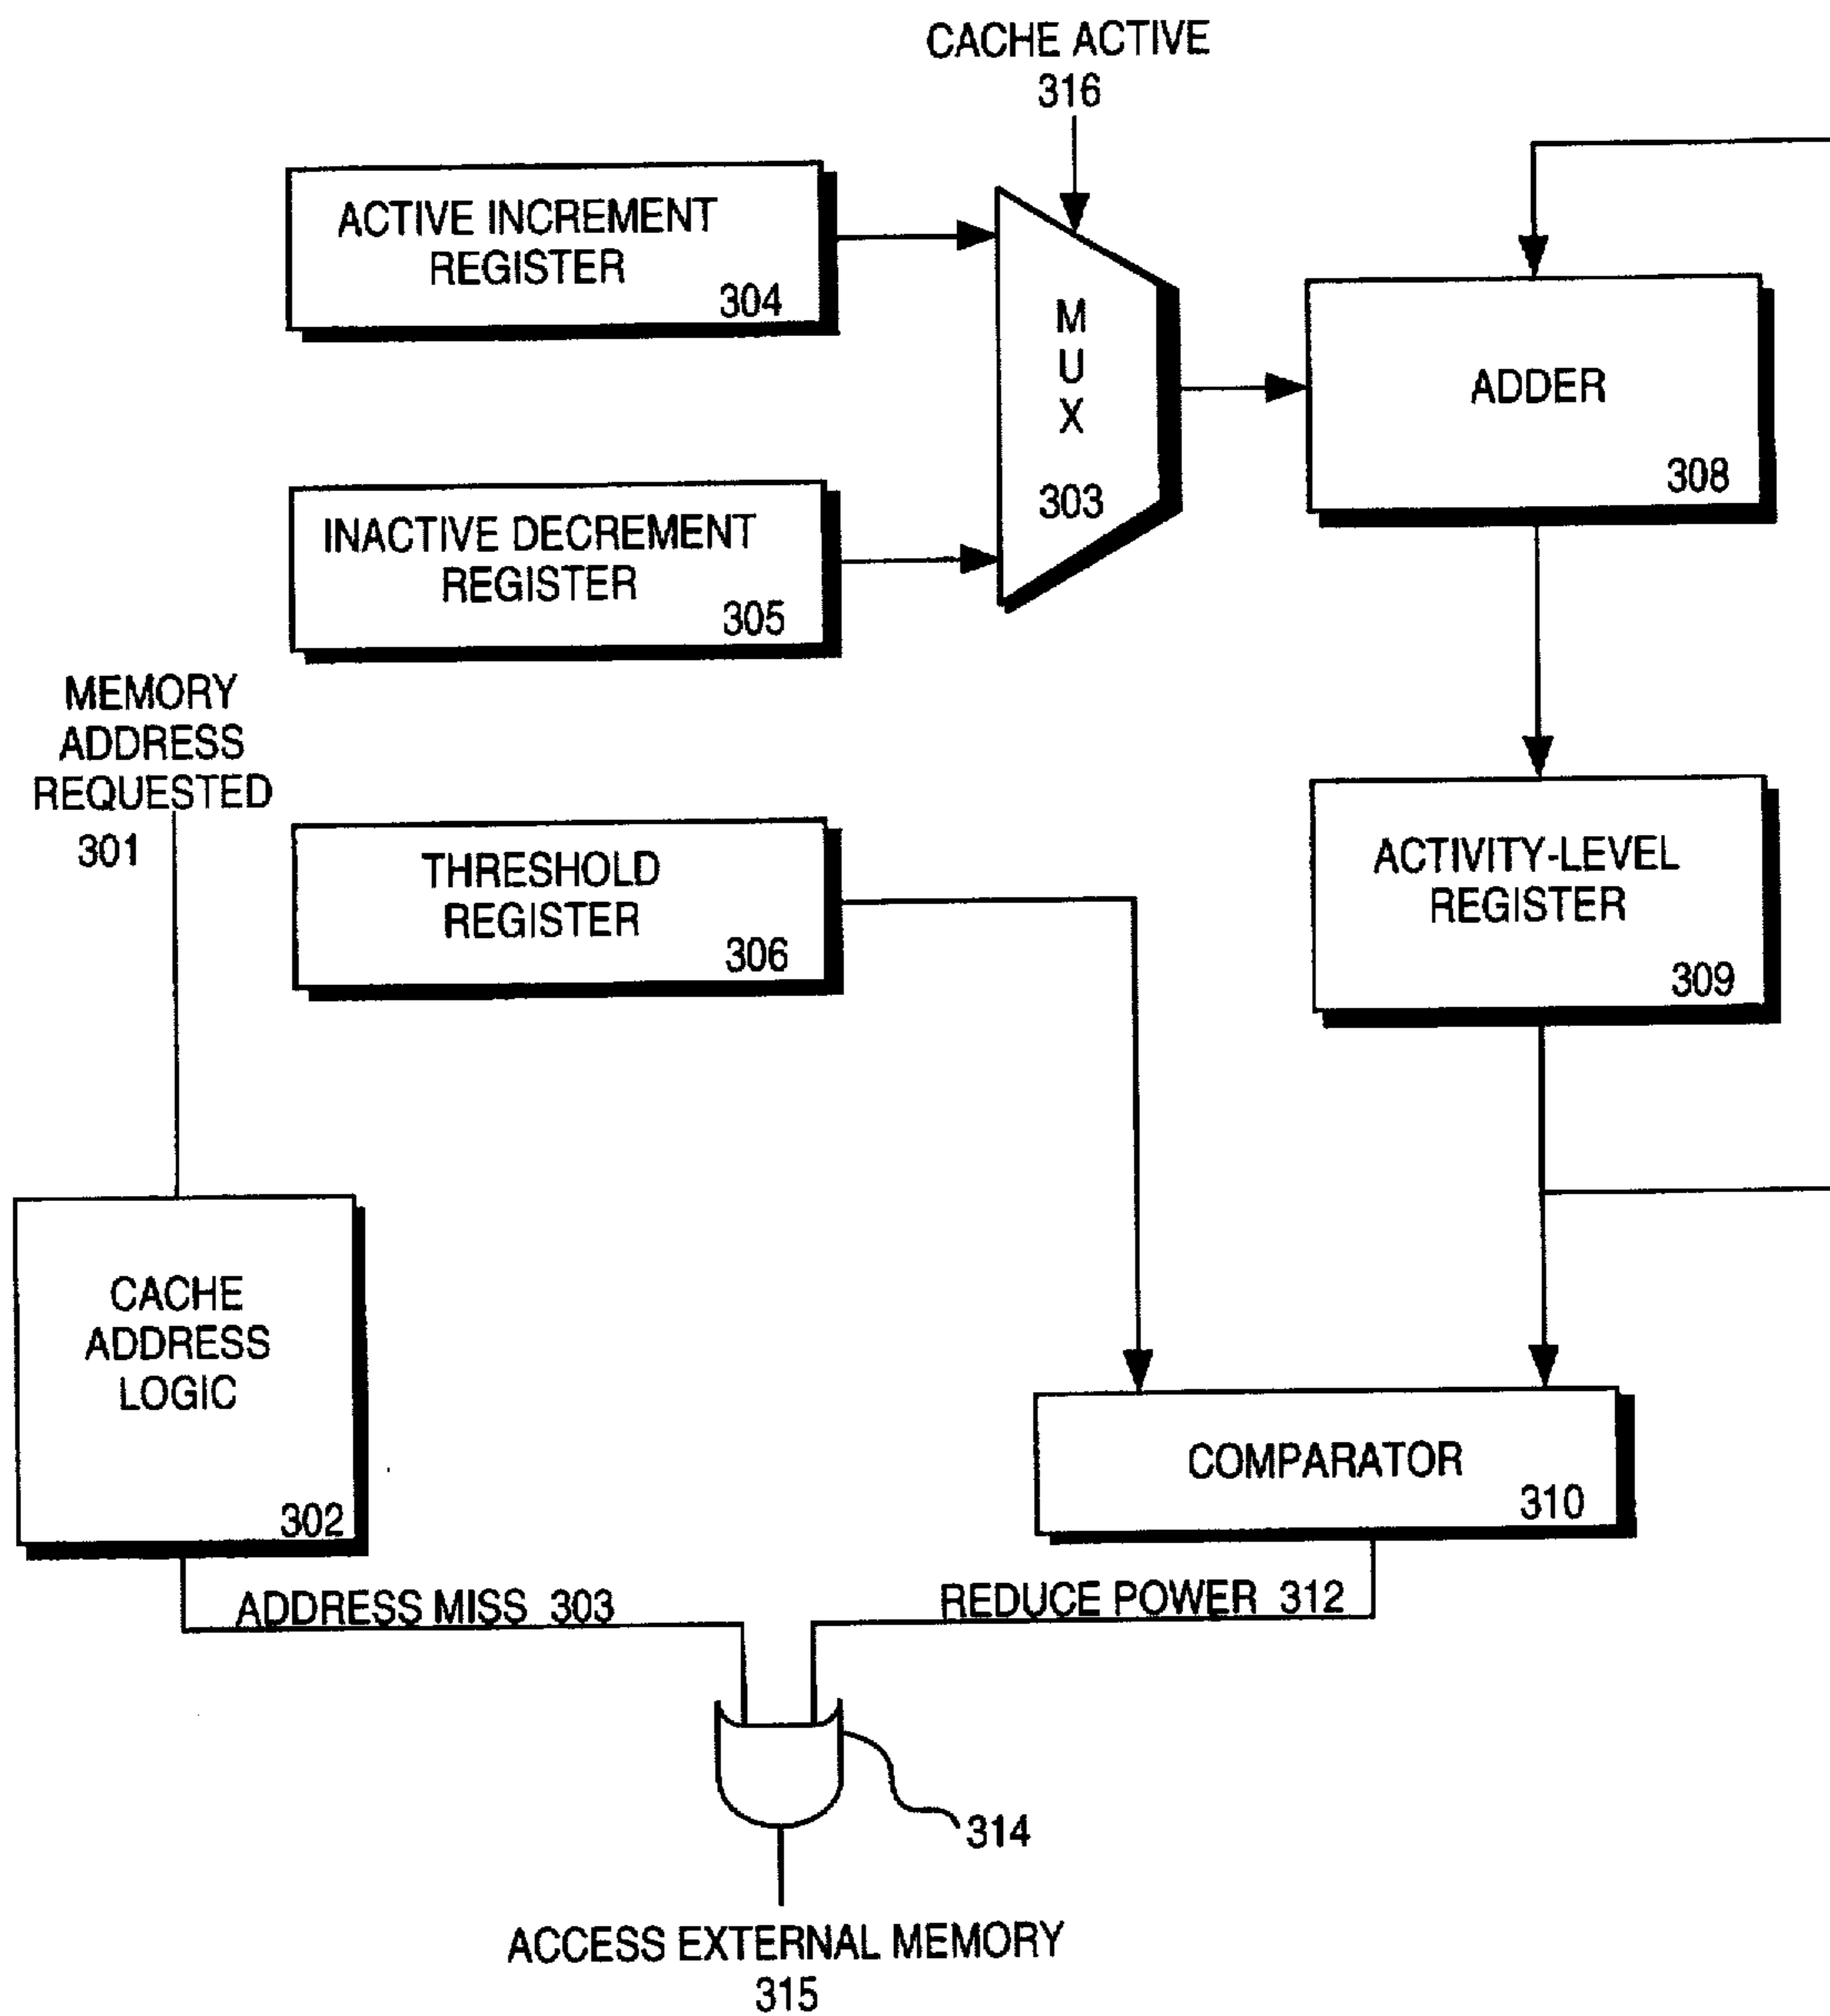 CACHE ACTIVE
316
ACTIVE INCREMENT
REGISTER
304
M
U
X
303
ADDER
308
INACTIVE DECREMENT
REGISTER
305
MEMORY
ADDRESS
REQUESTED
301
THRESHOLD
REGISTER
306
ACTIVITY-LEVEL
REGISTER
309
CACHE
ADDRESS
LOGIC
302
COMPARATOR
310
ADDRESS MISS 303
REDUCE POWER 312
314
ACCESS EXTERNAL MEMORY
315